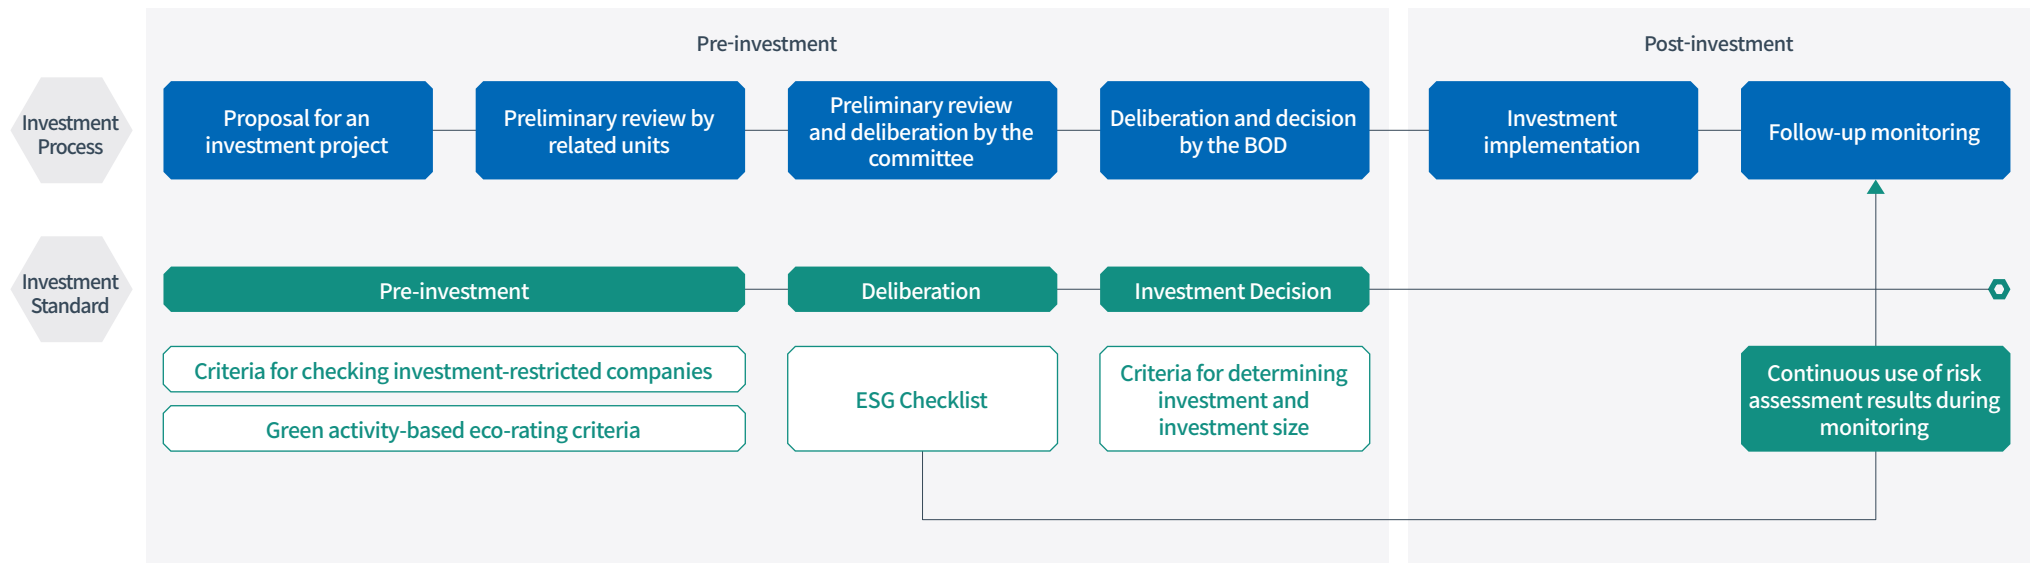 Pre-investment
Post-investment
Investment
Process
Proposal for an
investment project
Preliminary review by
related units
Preliminary review
and deliberation by the
committee
Deliberation and decision
by the BOD
Investment
implementation
Follow-up monitoring
Investment
Standard
Pre-investment
Deliberation
Investment Decision
Criteria for checking investment-restricted companies
Green activity-based eco-rating criteria
ESG Checklist
Criteria for determining
investment and
investment size
Continuous use of risk
assessment results during
monitoring